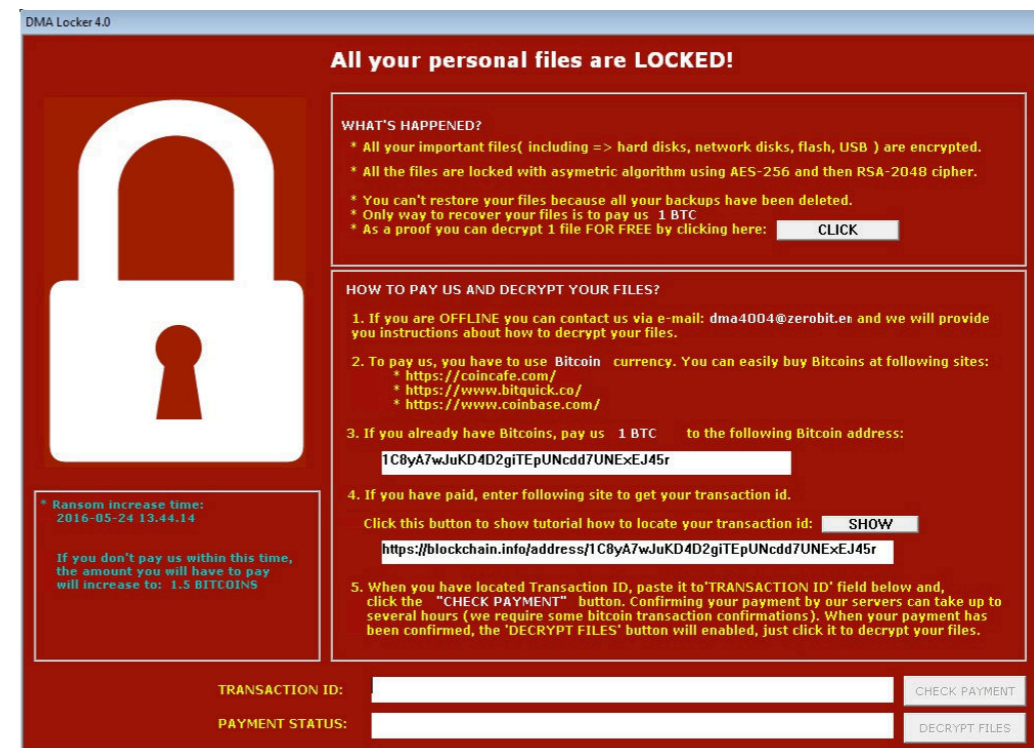 DMA Locker 4.0
All your personal files are LOCKED!
WHAT'S HAPPENED?
* All your important files( including => hard disks, network disks, flash, USB ) are encrypted.
* All the files are locked with asymetric algorithm using AES-256 and then RSA-2048 cipher.
* You can't restore your files because all your backups have been deleted.
* Only way to recover your files is to pay us 1 BTC
* As a proof you can decrypt 1 file FOR FREE by clicking here: CLICK
HOW TO PAY US AND DECRYPT YOUR FILES?
1. If you are OFFLINE you can contact us via e-mail: dma4004@zerobit.em and we will provide
you instructions about how to decrypt your files.
2. To pay us, you have to use Bitcoin currency. You can easily buy Bitcoins at following sites:
* https://coincafe.com/
* https://www.bitquick.co/
* https://www.coinbase.com/
3. If you already have Bitcoins, pay us 1 BTC to the following Bitcoin address:
1C8yA7wJuKD4D2giTEpUNcdd7UNExEJ45r
4. If you have paid, enter following site to get your transaction id.
Click this button to show tutorial how to locate your transaction id: SHOW
https://blockchain.info/address/1C8yA7wJuKD4D2giTEpUNcdd7UNExEJ45r
5. When you have located Transaction ID, paste it to'TRANSACTION ID' field below and,
click the "CHECK PAYMENT" button. Confirming your payment by our servers can take up to
several hours (we require some bitcoin transaction confirmations). When your payment has
been confirmed, the 'DECRYPT FILES' button will enabled, just click it to decrypt your files.
* Ransom increase time:
2016-05-24 13.44.14
If you don't pay us within this time,
the amount you will have to pay
will increase to: 1.5 BITCOINS
TRANSACTION ID:
CHECK PAYMENT
PAYMENT STATUS:
DECRYPT FILES